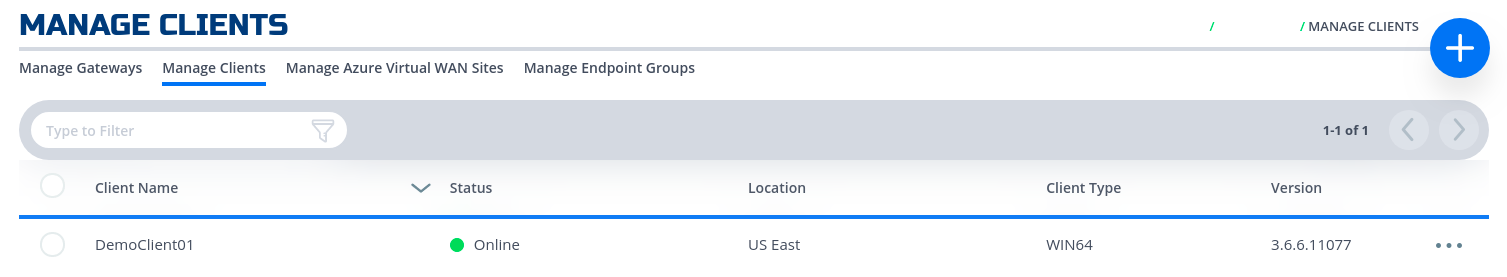 MANAGE CLIENTS
/ / MANAGE CLIENTS
Manage Gateways Manage Clients Manage Azure Virtual WAN Sites Manage Endpoint Groups
Type to Filter 1-1 of 1
Client Name Status Location Client Type Version
DemoClient01 Online US East WIN64 3.6.6.11077